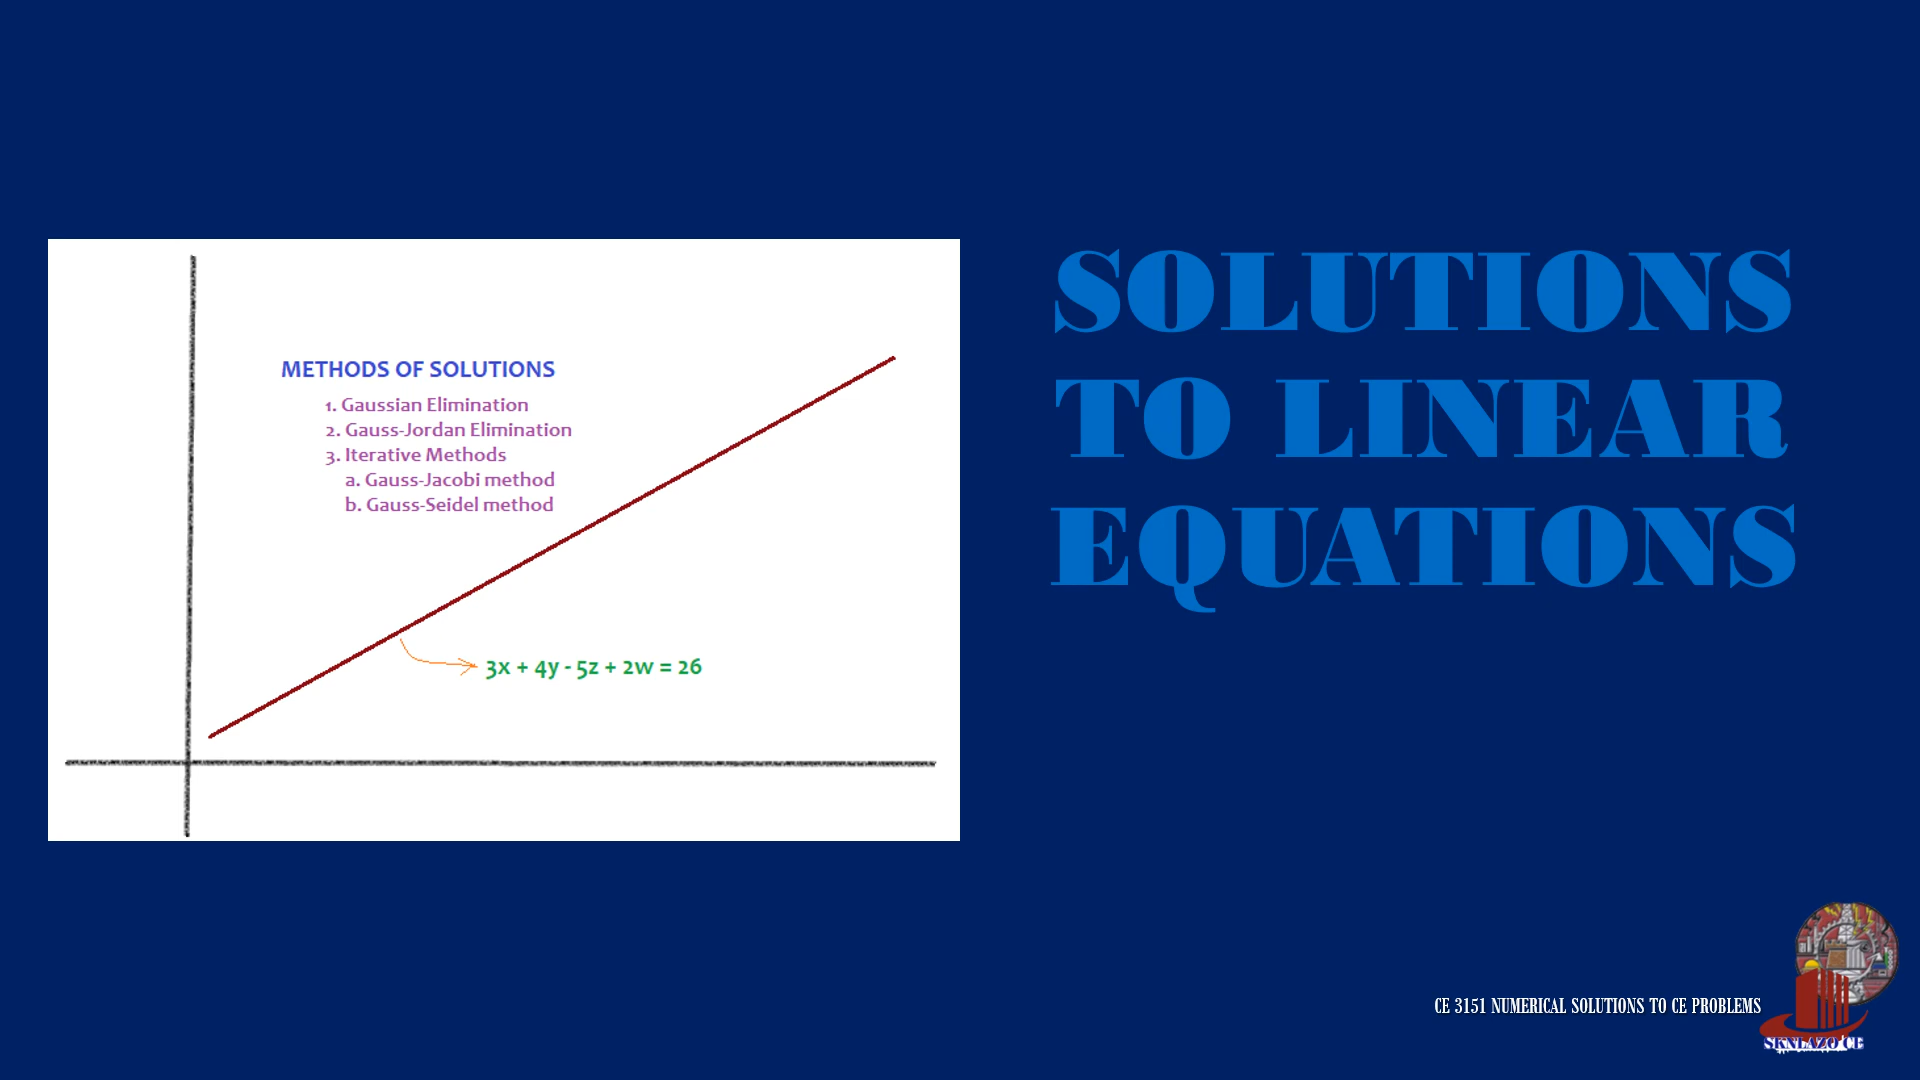 METHODS OF SOLUTIONS
1. Gaussian Elimination
2. Gauss-Jordan Elimination
3. Iterative Methods
a. Gauss-Jacobi method
b. Gauss-Seidel method
3x + 4y - 5z + 2w = 26
SOLUTIONS
TO LINEAR
EQUATIONS
CE 3151 NUMERICAL SOLUTIONS TO CE PROBLEMS